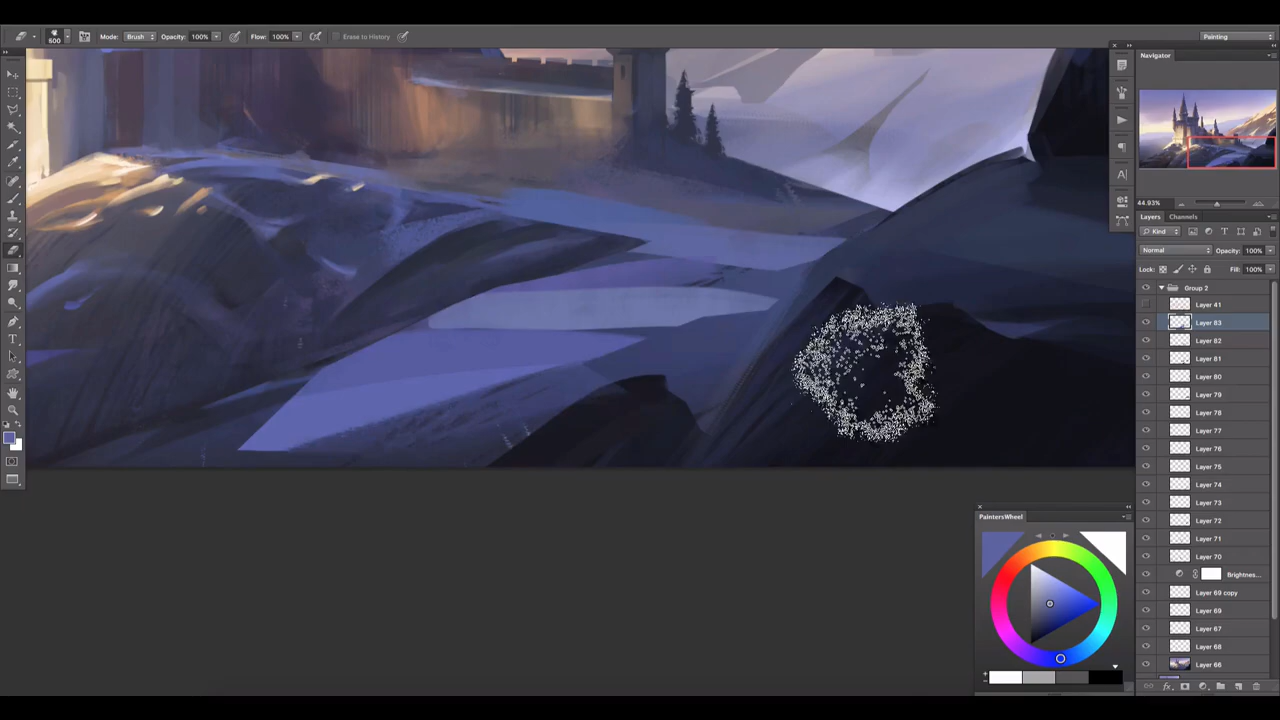 600
Mode: Brush Opacity: 100% Flow: 100% Erase to History
Painting
Navigator
44.93%
Layers Channels
Kind
Normal Opacity: 100%
Lock: Fill: 100%
Group 2
Layer 41
Layer 83
Layer 82
Layer 81
Layer 80
Layer 79
Layer 78
Layer 77
Layer 76
Layer 75
Layer 74
Layer 73
Layer 72
Layer 71
Layer 70
Brightnes...
Layer 69 copy
Layer 69
Layer 67
Layer 68
Layer 66
PaintersWheel